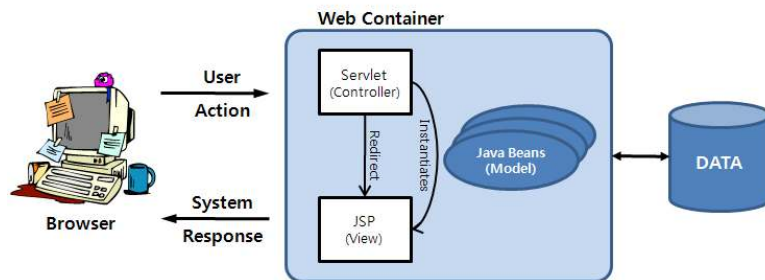 Web Container
User
Action
Servlet
(Controller)
Redirect
Instantiates
Java Beans
(Model)
DATA
System
Response
JSP
(View)
Browser